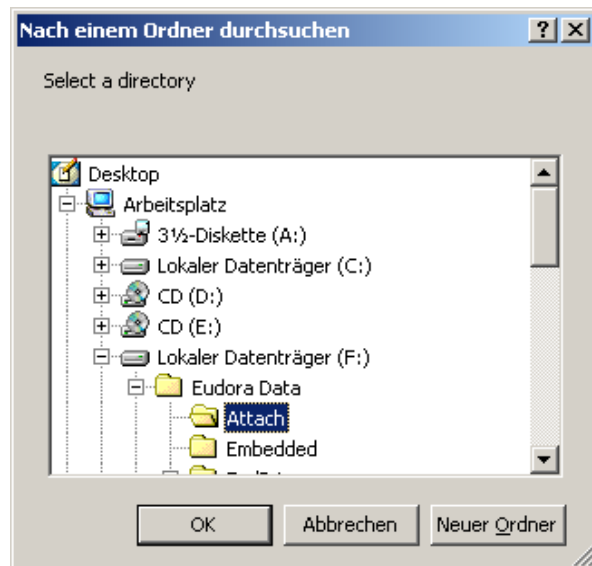 Nach einem Ordner durchsuchen
Select a directory
Desktop
Arbeitsplatz
3½-Diskette (A:)
Lokaler Datenträger (C:)
CD (D:)
CD (E:)
Lokaler Datenträger (F:)
Eudora Data
Attach
Embedded
OK Abbrechen Neuer Ordner